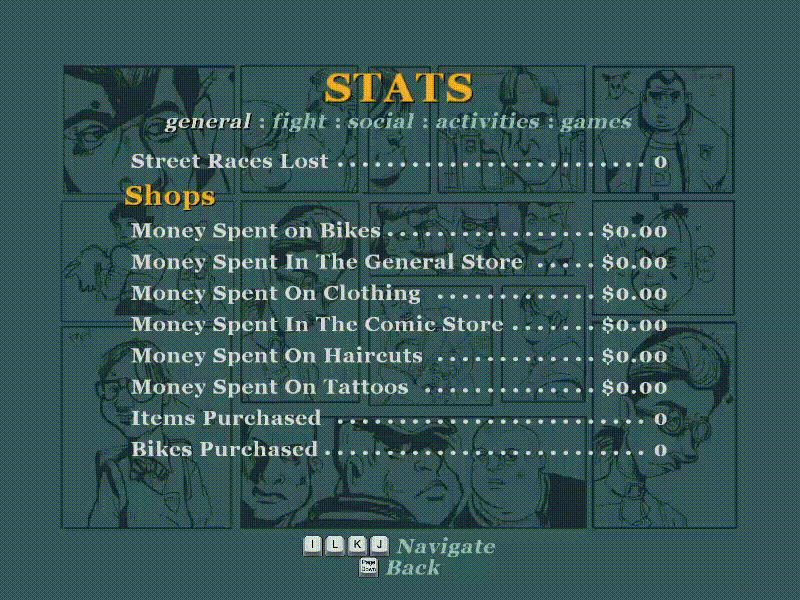 STATS
general : fight : social : activities : games
Street Races Lost ........................ 0
Shops
Money Spent on Bikes ................. $0.00
Money Spent In The General Store ..... $0.00
Money Spent On Clothing ............. $0.00
Money Spent In The Comic Store ....... $0.00
Money Spent On Haircuts ............. $0.00
Money Spent On Tattoos .............. $0.00
Items Purchased ........................ 0
Bikes Purchased ......................... 0
I L K J Navigate
Page Down Back